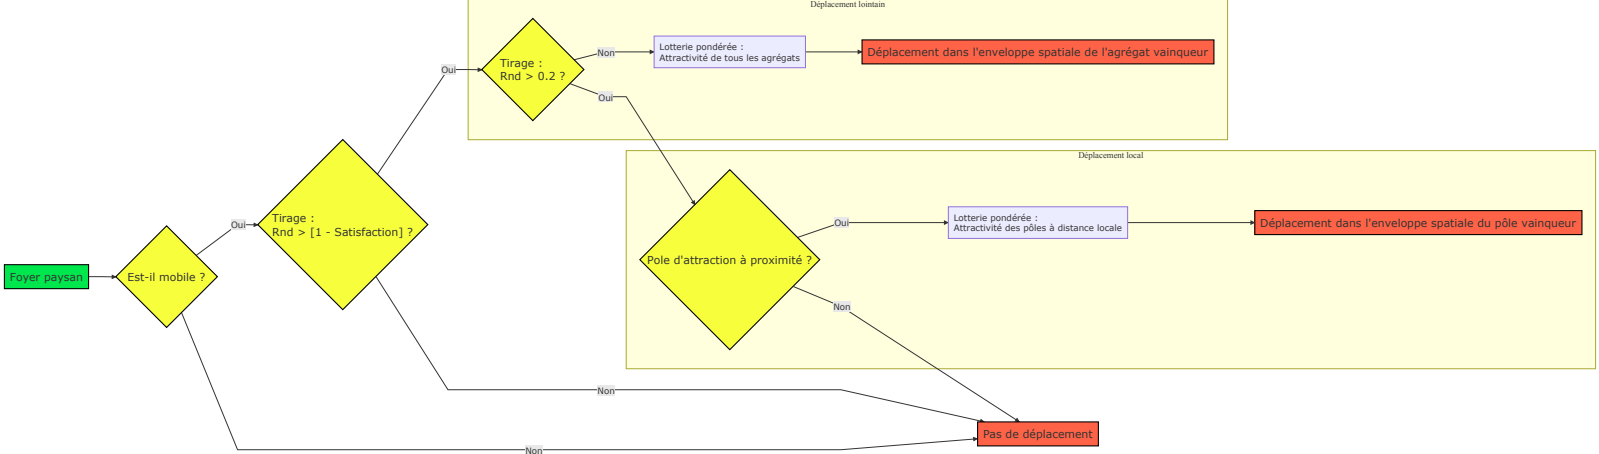 Déplacement lointain
Tirage :
Rnd > 0.2 ?
Non
Lotterie pondérée :
Attractivité de tous les agrégats
Déplacement dans l'enveloppe spatiale de l'agrégat vainqueur
Oui
Oui
Déplacement local
Foyer paysan
Est-il mobile ?
Oui
Tirage :
Rnd > [1 - Satisfaction] ?
Pole d'attraction à proximité ?
Oui
Lotterie pondérée :
Attractivité des pôles à distance locale
Déplacement dans l'enveloppe spatiale du pôle vainqueur
Non
Non
Non
Pas de déplacement